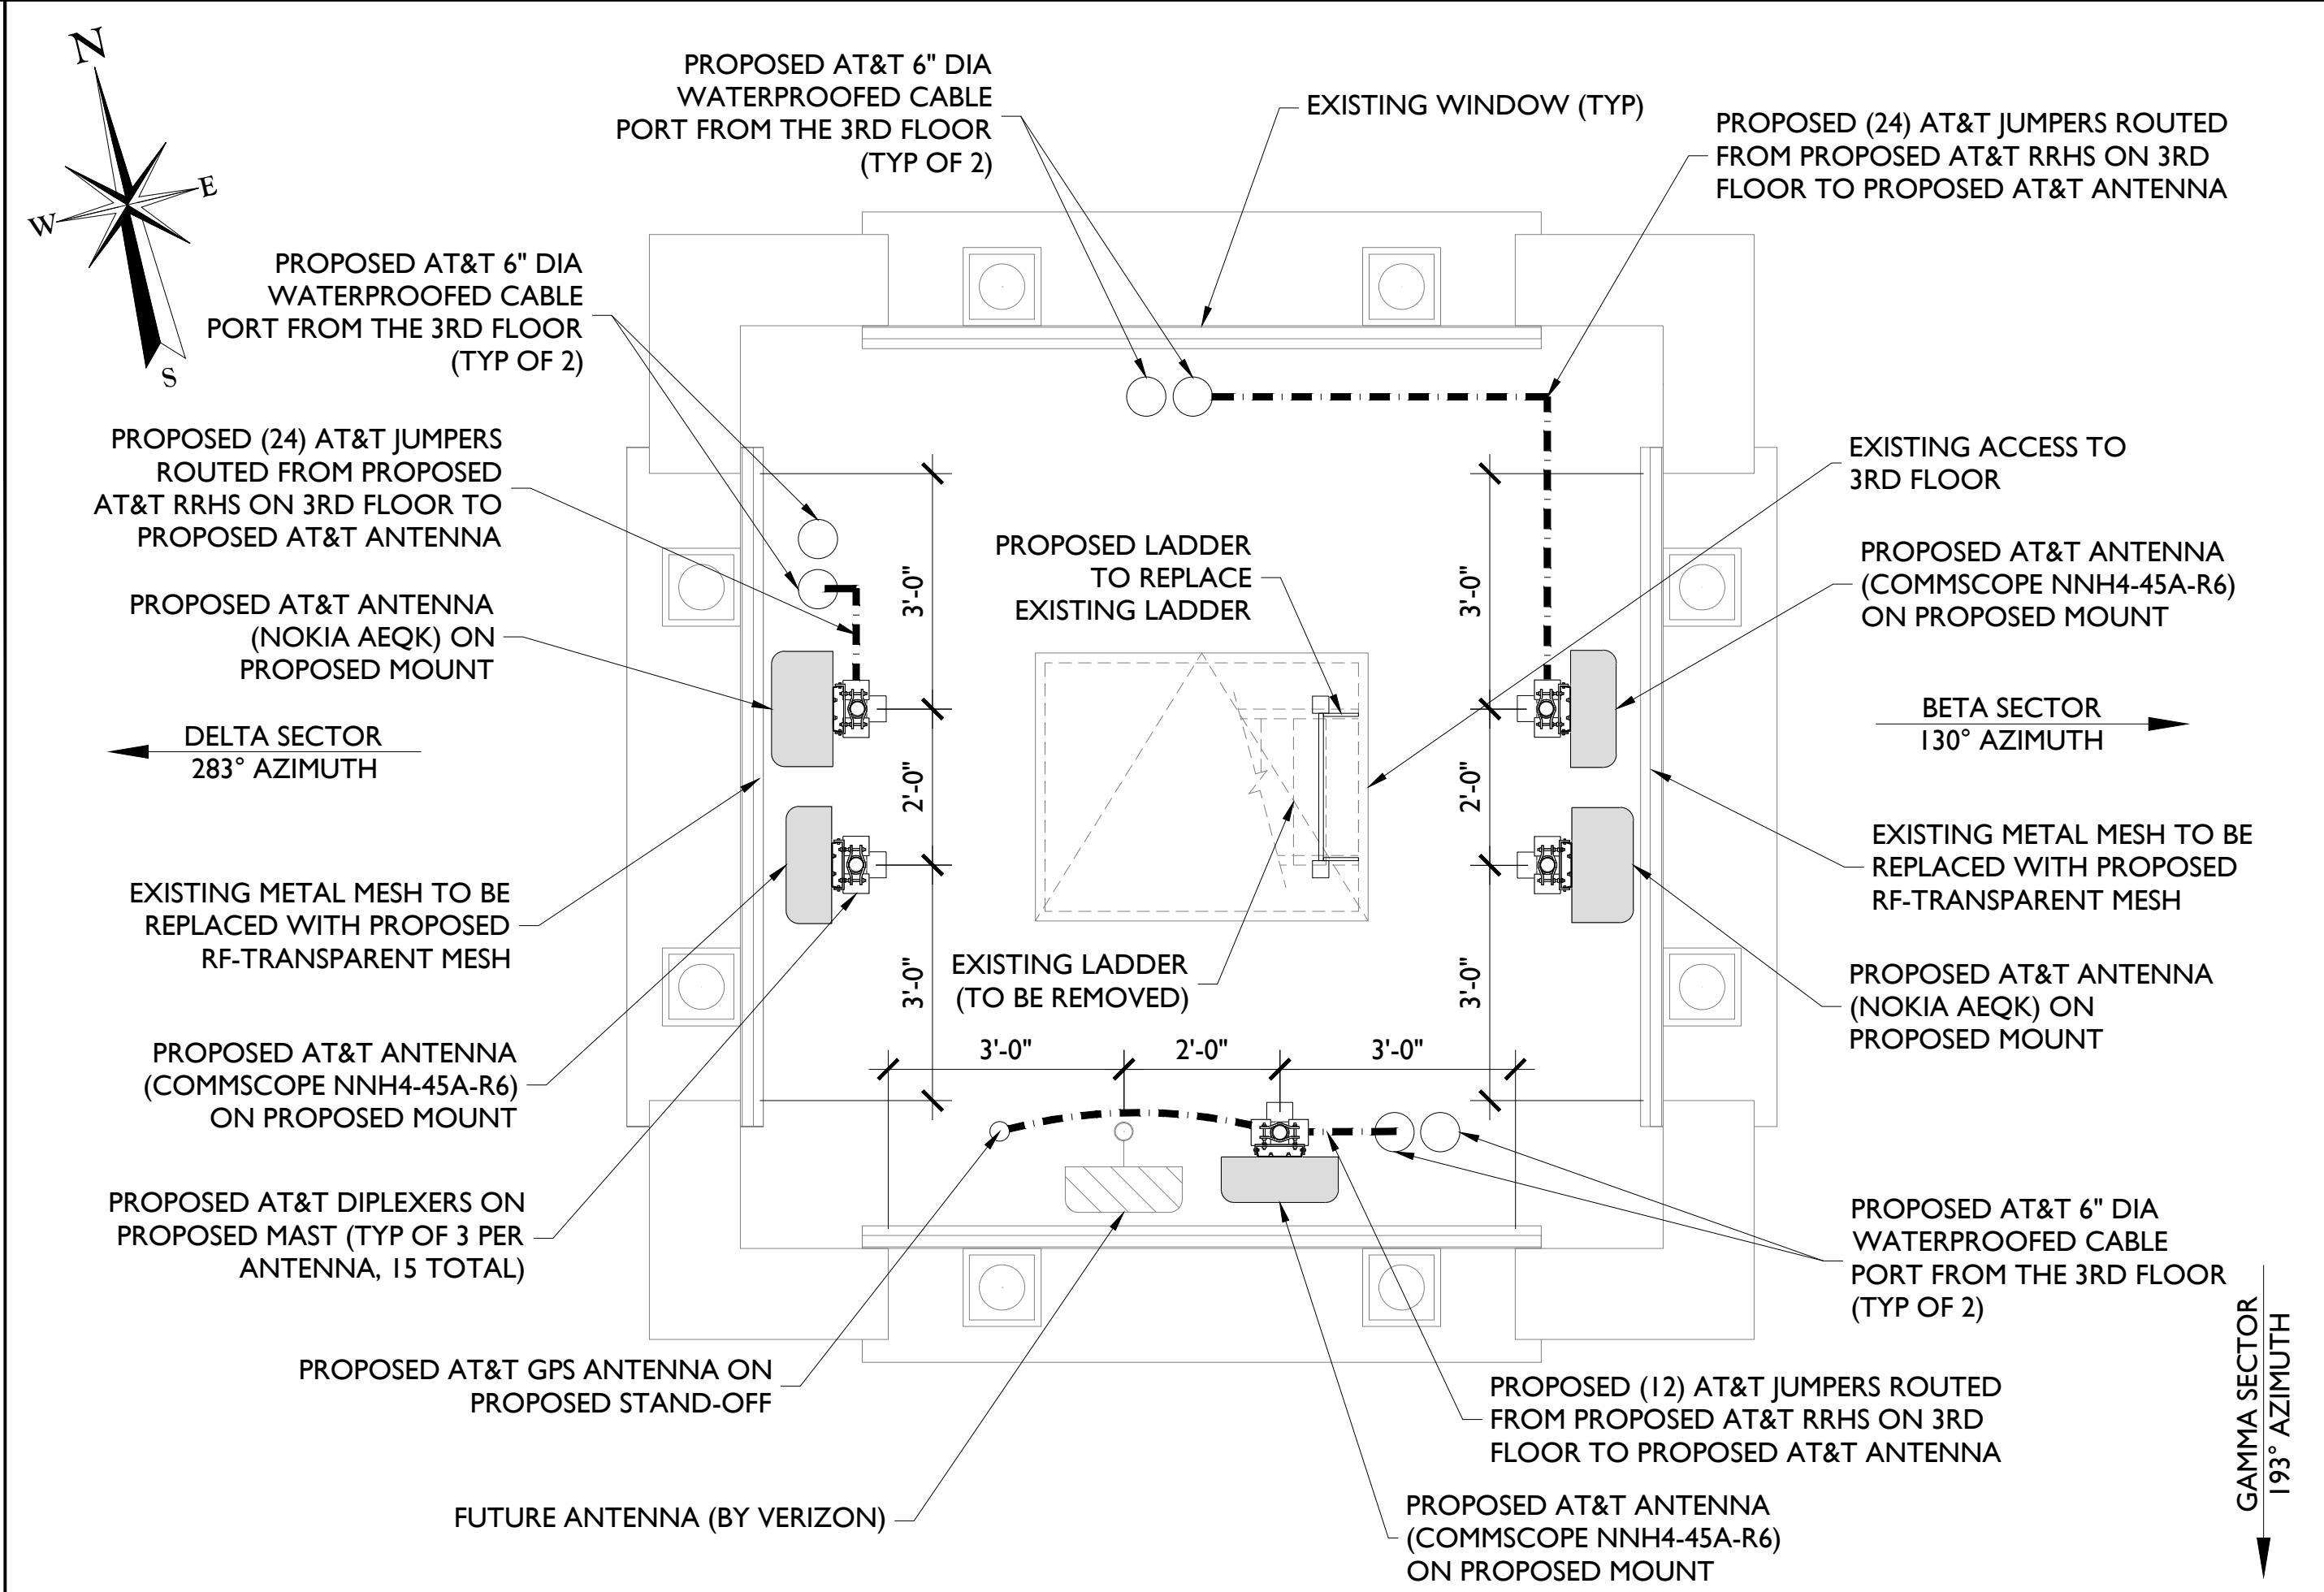 N
E
W
S
PROPOSED AT&T 6" DIA
WATERPROOFED CABLE
PORT FROM THE 3RD FLOOR
(TYP OF 2)
EXISTING WINDOW (TYP)
PROPOSED (24) AT&T JUMPERS ROUTED
FROM PROPOSED AT&T RRHS ON 3RD
FLOOR TO PROPOSED AT&T ANTENNA
PROPOSED AT&T 6" DIA
WATERPROOFED CABLE
PORT FROM THE 3RD FLOOR
(TYP OF 2)
PROPOSED (24) AT&T JUMPERS
ROUTED FROM PROPOSED
AT&T RRHS ON 3RD FLOOR TO
PROPOSED AT&T ANTENNA
EXISTING ACCESS TO
3RD FLOOR
PROPOSED LADDER
TO REPLACE
EXISTING LADDER
PROPOSED AT&T ANTENNA
(COMMSCOPE NNH4-45A-R6)
ON PROPOSED MOUNT
PROPOSED AT&T ANTENNA
(NOKIA AEQK) ON
PROPOSED MOUNT
3'-0"
3'-0"
DELTA SECTOR
283° AZIMUTH
BETA SECTOR
130° AZIMUTH
2'-0"
2'-0"
EXISTING METAL MESH TO BE
REPLACED WITH PROPOSED
RF-TRANSPARENT MESH
EXISTING METAL MESH TO BE
REPLACED WITH PROPOSED
RF-TRANSPARENT MESH
EXISTING LADDER
(TO BE REMOVED)
3'-0"
3'-0"
PROPOSED AT&T ANTENNA
(NOKIA AEQK) ON
PROPOSED MOUNT
PROPOSED AT&T ANTENNA
(COMMSCOPE NNH4-45A-R6)
ON PROPOSED MOUNT
3'-0"
2'-0"
3'-0"
PROPOSED AT&T DIPLEXERS ON
PROPOSED MAST (TYP OF 3 PER
ANTENNA, 15 TOTAL)
PROPOSED AT&T 6" DIA
WATERPROOFED CABLE
PORT FROM THE 3RD FLOOR
(TYP OF 2)
PROPOSED AT&T GPS ANTENNA ON
PROPOSED STAND-OFF
PROPOSED (12) AT&T JUMPERS ROUTED
FROM PROPOSED AT&T RRHS ON 3RD
FLOOR TO PROPOSED AT&T ANTENNA
GAMMA SECTOR
193° AZIMUTH
FUTURE ANTENNA (BY VERIZON)
PROPOSED AT&T ANTENNA
(COMMSCOPE NNH4-45A-R6)
ON PROPOSED MOUNT